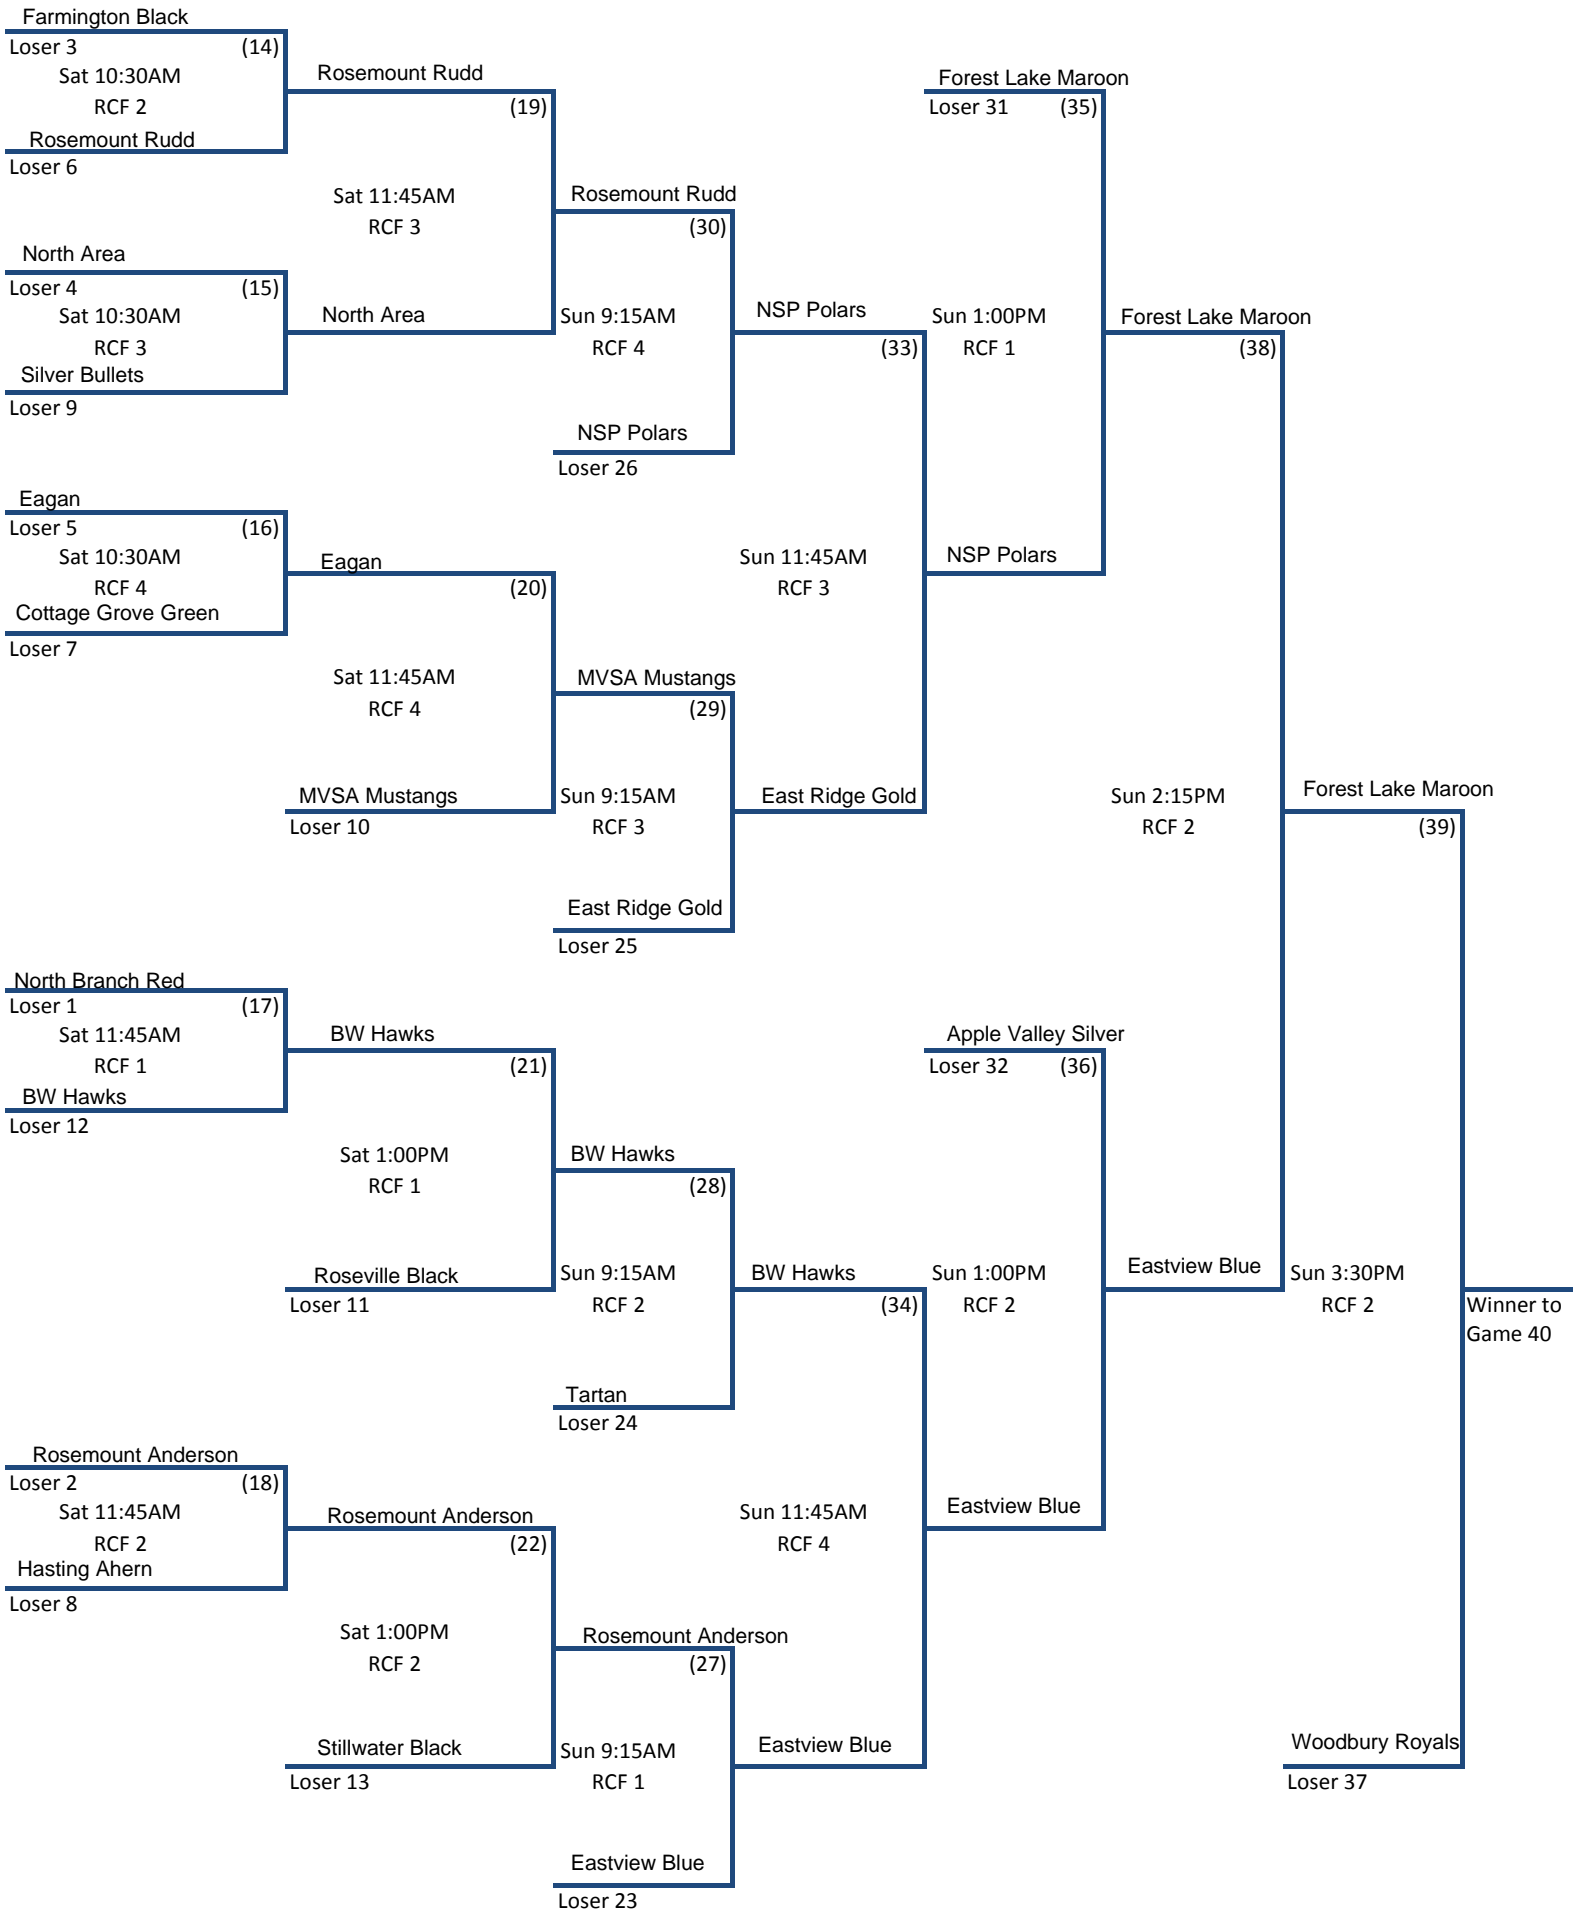 Farmington Black
Loser 3 (14)
Sat 10:30AM
RCF 2
Rosemount Rudd
Loser 6
Rosemount Rudd
(19)
Sat 11:45AM
RCF 3
North Area
Loser 4 (15)
Sat 10:30AM
RCF 3
Silver Bullets
Loser 9
North Area
Rosemount Rudd
(30)
Sun 9:15AM
RCF 4
NSP Polars
Loser 26
NSP Polars
(33)
Eagan
Loser 5 (16)
Sat 10:30AM
RCF 4
Cottage Grove Green
Loser 7
Eagan
(20)
Sat 11:45AM
RCF 4
MVSA Mustangs
Loser 10
MVSA Mustangs
(29)
Sun 9:15AM
RCF 3
East Ridge Gold
Loser 25
East Ridge Gold
Sun 11:45AM
RCF 3
NSP Polars
Forest Lake Maroon
Loser 31 (35)
Sun 1:00PM
RCF 1
Forest Lake Maroon
(38)
North Branch Red
Loser 1 (17)
Sat 11:45AM
RCF 1
BW Hawks
Loser 12
BW Hawks
(21)
Sat 1:00PM
RCF 1
Roseville Black
Loser 11
BW Hawks
(28)
Sun 9:15AM
RCF 2
Tartan
Loser 24
BW Hawks
(34)
Rosemount Anderson
Loser 2 (18)
Sat 11:45AM
RCF 2
Hasting Ahern
Loser 8
Rosemount Anderson
(22)
Sat 1:00PM
RCF 2
Stillwater Black
Loser 13
Rosemount Anderson
(27)
Sun 9:15AM
RCF 1
Eastview Blue
Loser 23
Eastview Blue
Sun 11:45AM
RCF 4
Eastview Blue
Apple Valley Silver
Loser 32 (36)
Sun 1:00PM
RCF 2
Eastview Blue
Sun 2:15PM
RCF 2
Forest Lake Maroon
(39)
Sun 3:30PM
RCF 2
Woodbury Royals
Loser 37
Winner to
Game 40